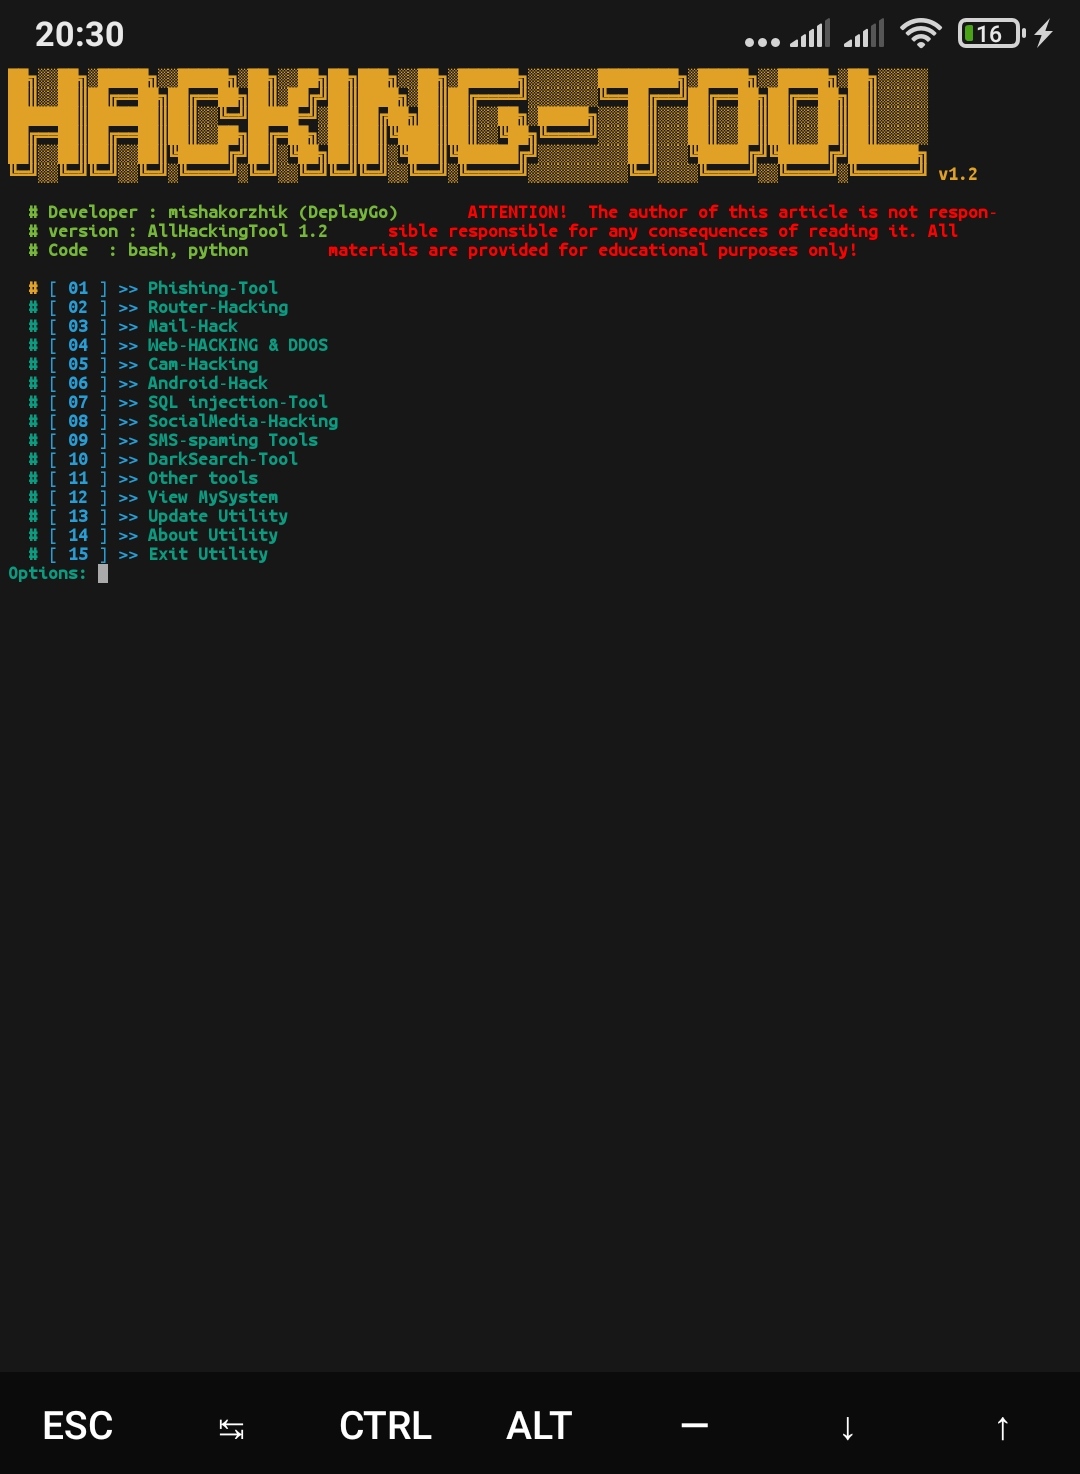 20:30 16
HACKING-TOOL v1.2
# Developer : mishakorzhik (DeplayGo) ATTENTION! The author of this article is not respon-
# version : AllHackingTool 1.2 sible responsible for any consequences of reading it. All
# Code : bash, python materials are provided for educational purposes only!
# [ 01 ] >> Phishing-Tool
# [ 02 ] >> Router-Hacking
# [ 03 ] >> Mail-Hack
# [ 04 ] >> Web-HACKING & DDOS
# [ 05 ] >> Cam-Hacking
# [ 06 ] >> Android-Hack
# [ 07 ] >> SQL injection-Tool
# [ 08 ] >> SocialMedia-Hacking
# [ 09 ] >> SMS-spaming Tools
# [ 10 ] >> DarkSearch-Tool
# [ 11 ] >> Other tools
# [ 12 ] >> View MySystem
# [ 13 ] >> Update Utility
# [ 14 ] >> About Utility
# [ 15 ] >> Exit Utility
Options:
ESC ⇆ CTRL ALT — ↓ ↑